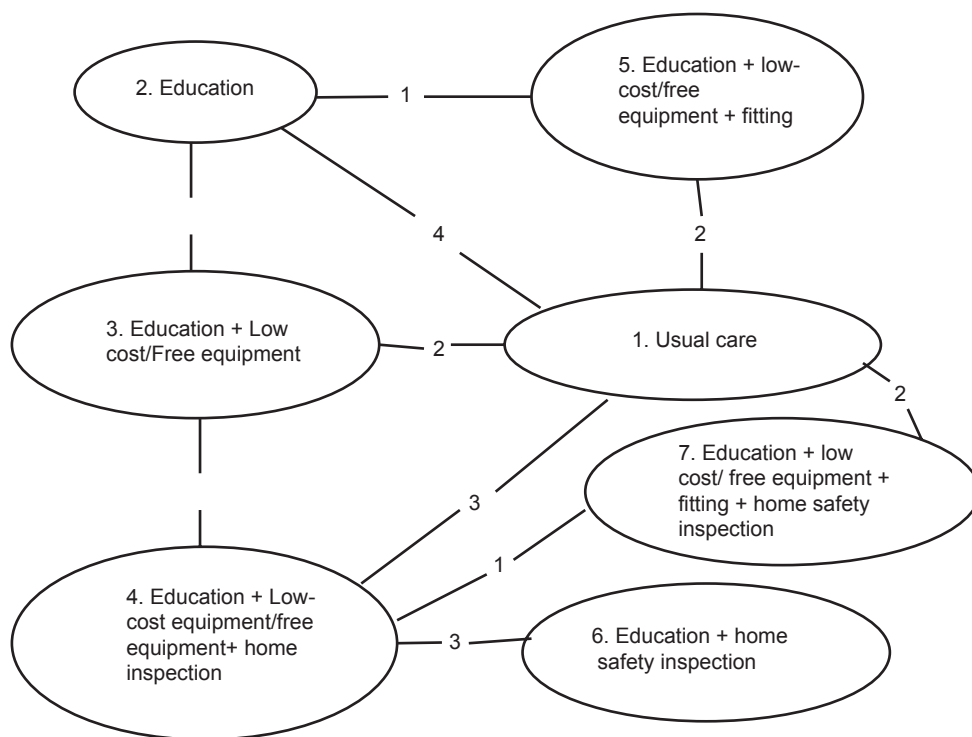 2. Education
1
5. Education + low-
cost/free
equipment + fitting
4
2
3. Education + Low
cost/Free equipment
2
1. Usual care
2
7. Education + low
cost/ free equipment +
fitting + home safety
inspection
3
1
4. Education + Low-
cost equipment/free
equipment+ home
inspection
3
6. Education + home
safety inspection